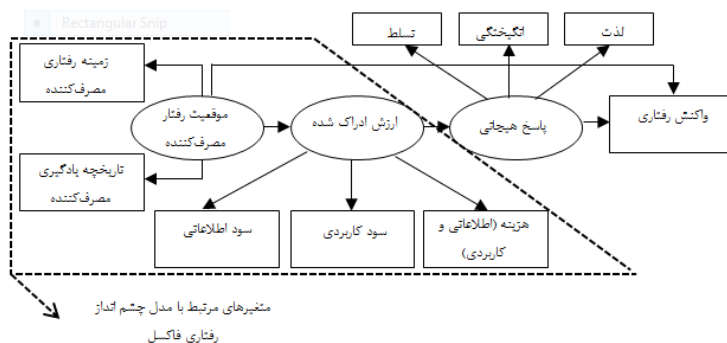 Rectangular Snip
تسلط
انگیختگی
لذت
زمینه رفتاری
مصرف‌کننده
موقعیت رفتار
مصرف‌کننده
ارزش ادراک شده
پاسخ هیجانی
واکنش رفتاری
تاریخچه یادگیری
مصرف‌کننده
سود اطلاعاتی
سود کاربردی
هزینه (اطلاعاتی و
کاربردی)
متغیرهای مرتبط با مدل چشم انداز
رفتاری فاکسل